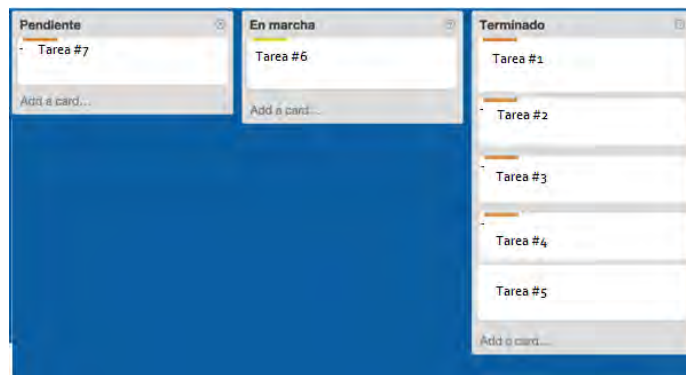 Pendiente
Tarea #7
Add a card...
En marcha
Tarea #6
Add a card...
Terminado
Tarea #1
Tarea #2
Tarea #3
Tarea #4
Tarea #5
Add a card...